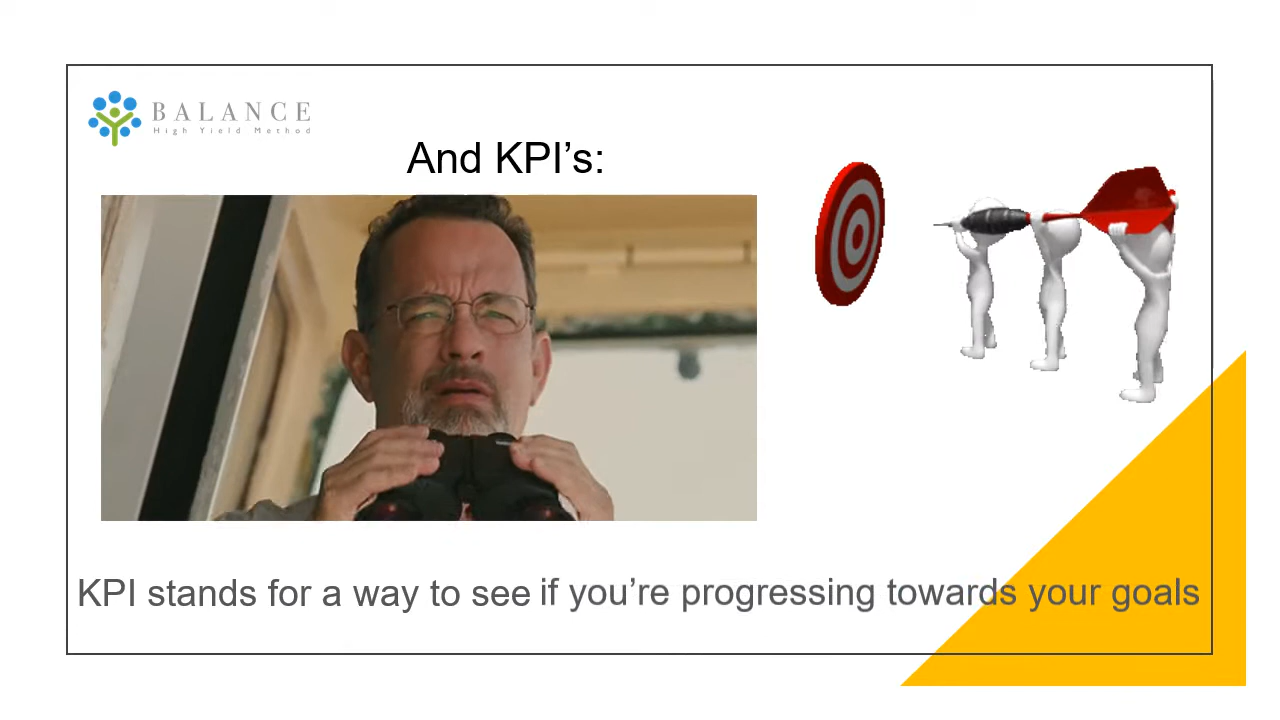 BALANCE
High Yield Method
And KPI’s:
KPI stands for a way to see if you’re progressing towards your goals